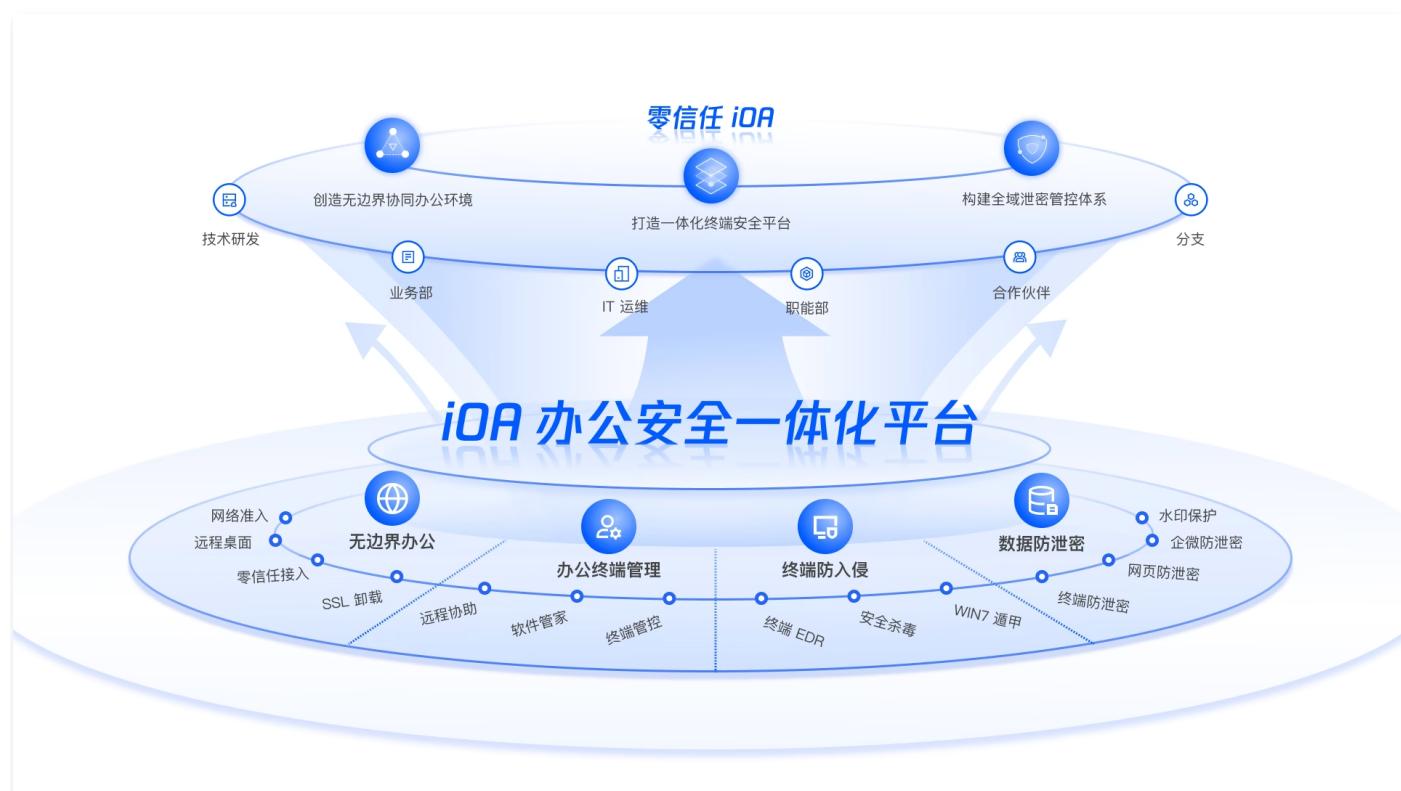 零信任 iOA
创造无边界协同办公环境
打造一体化终端安全平台
构建全域泄密管控体系
技术研发
业务部
IT 运维
职能部
合作伙伴
分支
iOA 办公安全一体化平台
无边界办公
网络准入
远程桌面
零信任接入
SSL 卸载
办公终端管理
远程协助
软件管家
终端管控
终端防入侵
终端 EDR
安全杀毒
WIN7 遁甲
数据防泄密
水印保护
企微防泄密
网页防泄密
终端防泄密